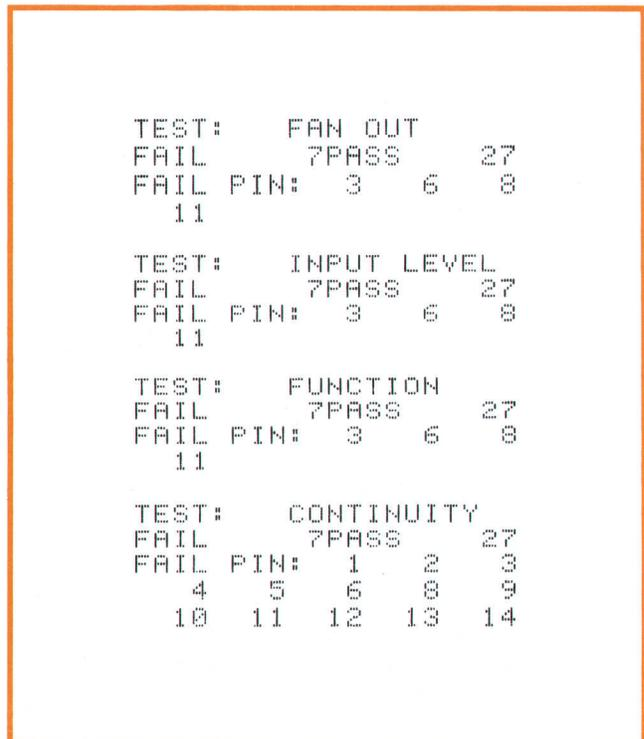 TEST: FAN OUT
FAIL 7PASS 27
FAIL PIN: 3 6 8
11
TEST: INPUT LEVEL
FAIL 7PASS 27
FAIL PIN: 3 6 8
11
TEST: FUNCTION
FAIL 7PASS 27
FAIL PIN: 3 6 8
11
TEST: CONTINUITY
FAIL 7PASS 27
FAIL PIN: 1 2 3
4 5 6 8 9
10 11 12 13 14